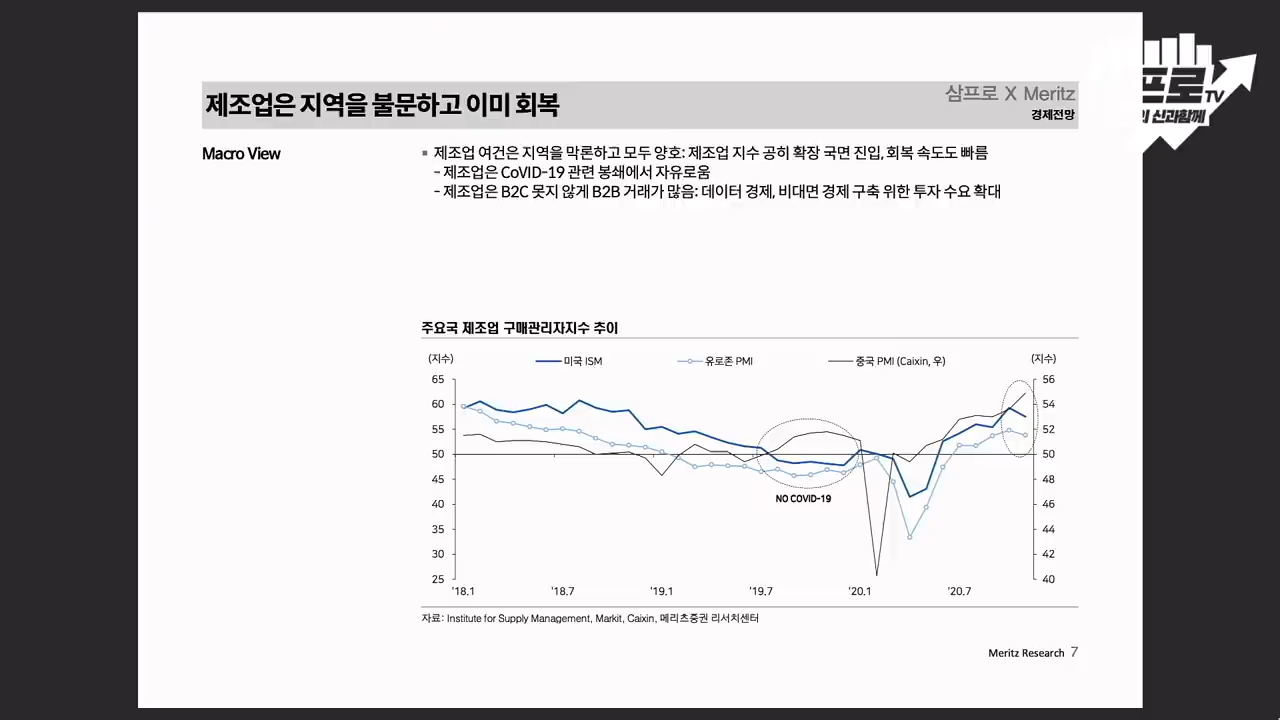 제조업은 지역을 불문하고 이미 회복
삼프로 X Meritz
경제전망
프로TV
신과함께
Macro View
▪ 제조업 여건은 지역을 막론하고 모두 양호: 제조업 지수 공히 확장 국면 진입, 회복 속도도 빠름
- 제조업은 CoVID-19 관련 봉쇄에서 자유로움
- 제조업은 B2C 못지 않게 B2B 거래가 많음: 데이터 경제, 비대면 경제 구축 위한 투자 수요 확대
주요국 제조업 구매관리자지수 추이
(지수) 미국 ISM 유로존 PMI 중국 PMI (Caixin, 우) (지수)
65 56
60 54
55 52
50 50
45 48
NO COVID-19
40 46
35 44
30 42
25 40
'18.1 '18.7 '19.1 '19.7 '20.1 '20.7
자료: Institute for Supply Management, Markit, Caixin, 메리츠증권 리서치센터
Meritz Research 7